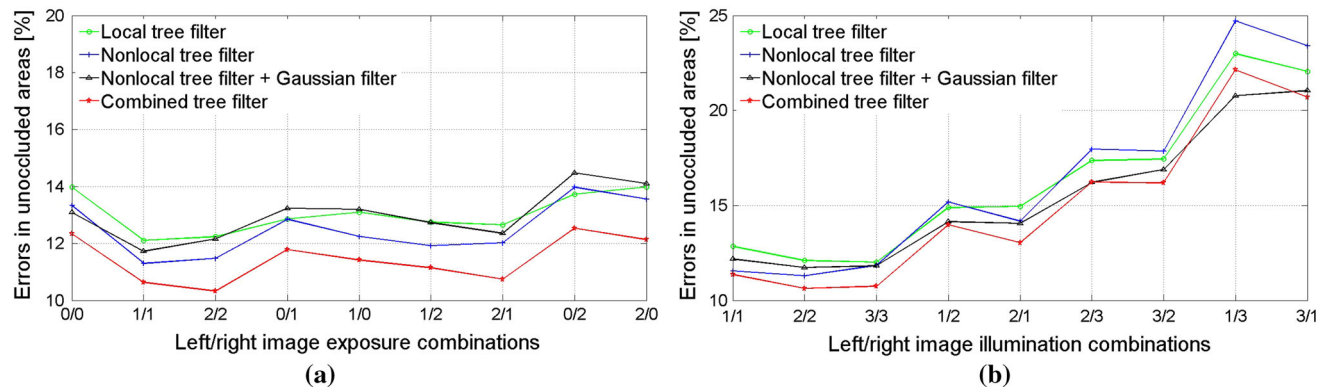 Errors in unoccluded areas [%]
20
18
16
14
12
10
Local tree filter
Nonlocal tree filter
Nonlocal tree filter + Gaussian filter
Combined tree filter
0/0 1/1 2/2 0/1 1/0 1/2 2/1 0/2 2/0
Left/right image exposure combinations
(a)
Errors in unoccluded areas [%]
25
20
15
10
Local tree filter
Nonlocal tree filter
Nonlocal tree filter + Gaussian filter
Combined tree filter
1/1 2/2 3/3 1/2 2/1 2/3 3/2 1/3 3/1
Left/right image illumination combinations
(b)